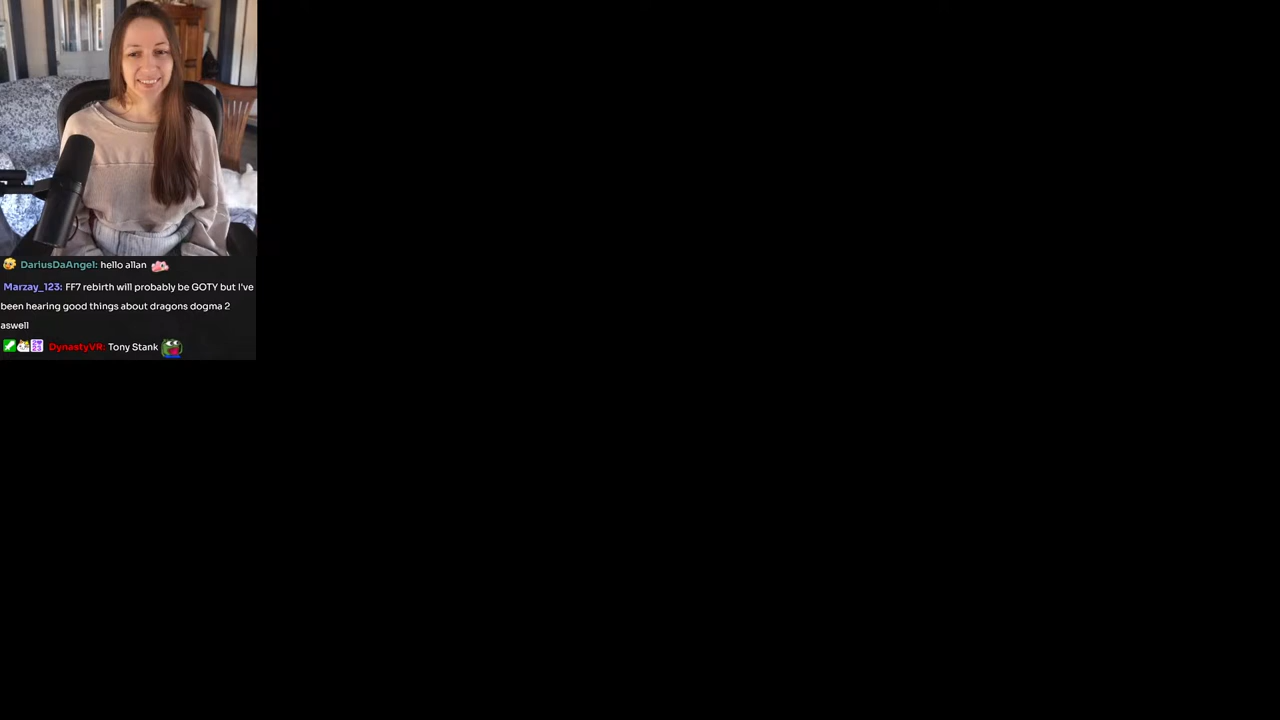 DariusDaAngel: hello allan
Marzay_123: FF7 rebirth will probably be GOTY but I've
been hearing good things about dragons dogma 2
aswell
DynastyVR: Tony Stank